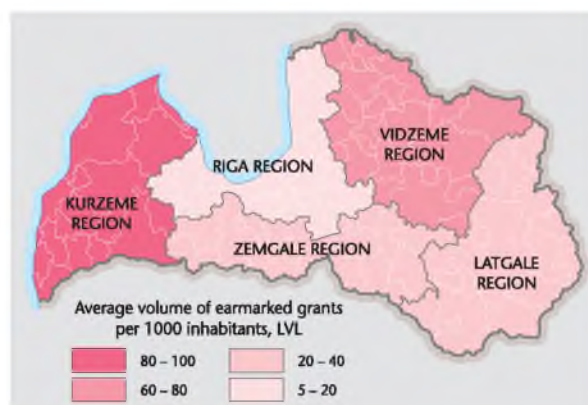 VIDZEME
REGION
RIGA REGION
KURZEME
REGION
ZEMGALE REGION
LATGALE
REGION
Average volume of earmarked grants
per 1000 inhabitants, LVL
80 – 100
20 – 40
60 – 80
5 – 20